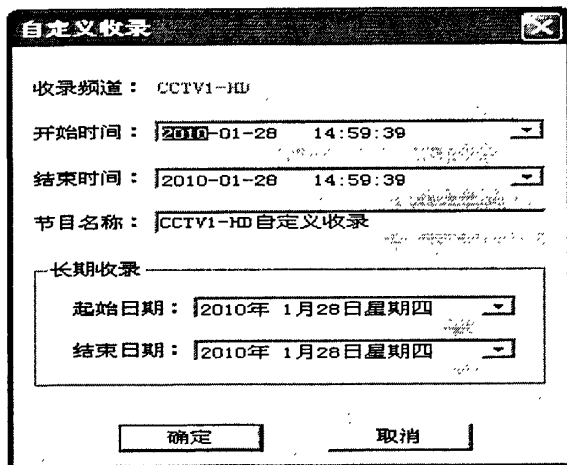 自定义收录
收录频道： CCTV1-HD
开始时间： 2010-01-28 14:59:39
结束时间： 2010-01-28 14:59:39
节目名称： CCTV1-HD自定义收录
长期收录
起始日期： 2010年 1月28日星期四
结束日期： 2010年 1月28日星期四
确定 取消